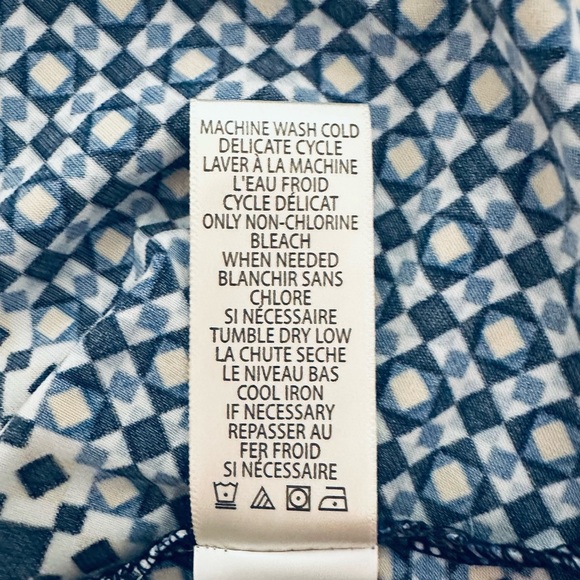 MACHINE WASH COLD
DELICATE CYCLE
LAVER À LA MACHINE
L'EAU FROID
CYCLE DÉLICAT
ONLY NON-CHLORINE
BLEACH
WHEN NEEDED
BLANCHIR SANS
CHLORE
SI NÉCESSAIRE
TUMBLE DRY LOW
LA CHUTE SECHE
LE NIVEAU BAS
COOL IRON
IF NECESSARY
REPASSER AU
FER FROID
SI NÉCESSAIRE